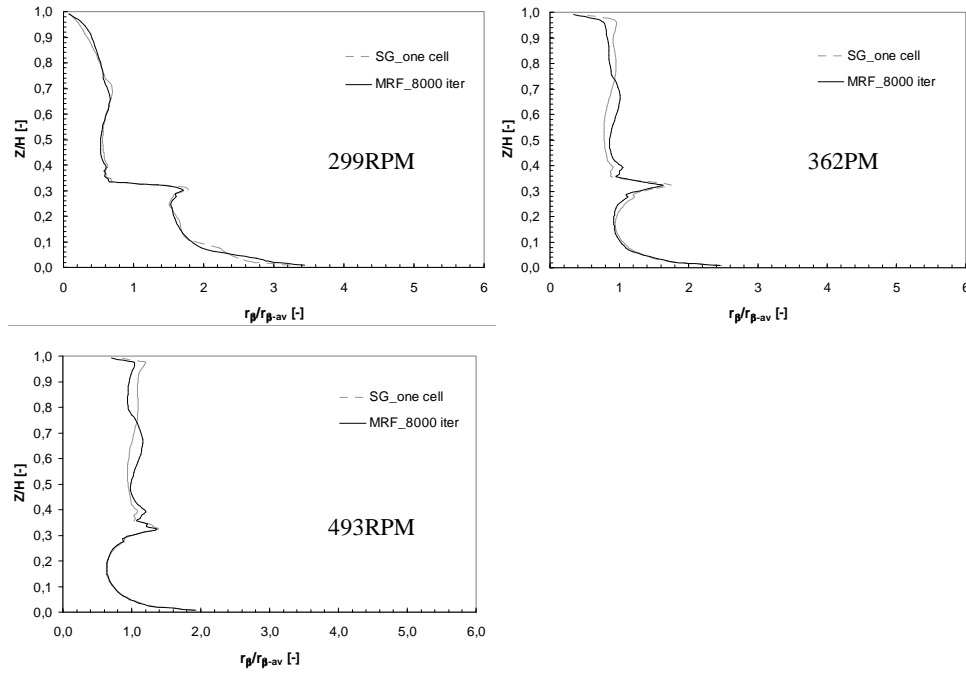 1,0
0,9
0,8
0,7
0,6
0,5
0,4
0,3
0,2
0,1
0,0
Z/H [-]
SG_one cell
MRF_8000 iter
299RPM
0 1 2 3 4 5 6
rβ/rβ-av [-]
1,0
0,9
0,8
0,7
0,6
0,5
0,4
0,3
0,2
0,1
0,0
Z/H [-]
SG_one cell
MRF_8000 iter
362PM
0 1 2 3 4 5 6
rβ/rβ-av [-]
1,0
0,9
0,8
0,7
0,6
0,5
0,4
0,3
0,2
0,1
0,0
Z/H [-]
SG_one cell
MRF_8000 iter
493RPM
0,0 1,0 2,0 3,0 4,0 5,0 6,0
rβ/rβ-av [-]